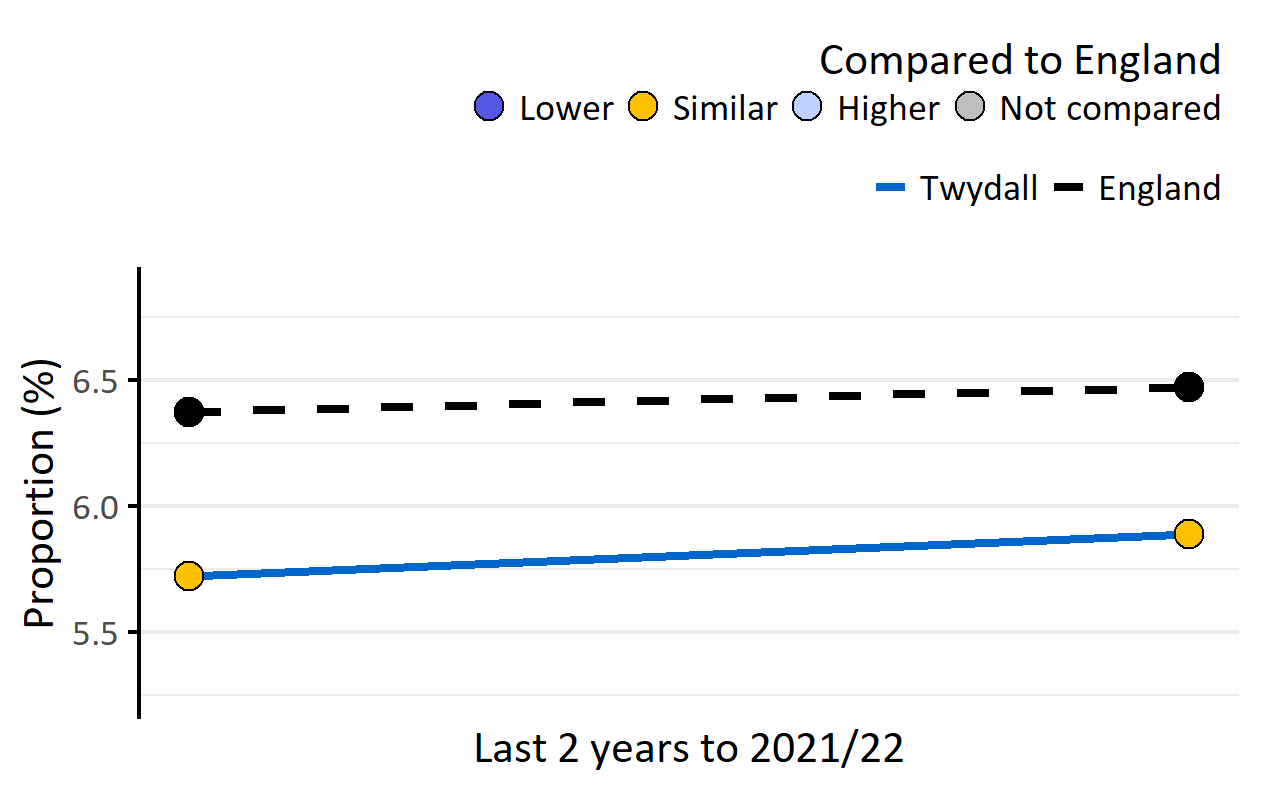 Compared to England
Lower Similar Higher Not compared
Twydall England
Proportion (%)
6.5
6.0
5.5
Last 2 years to 2021/22